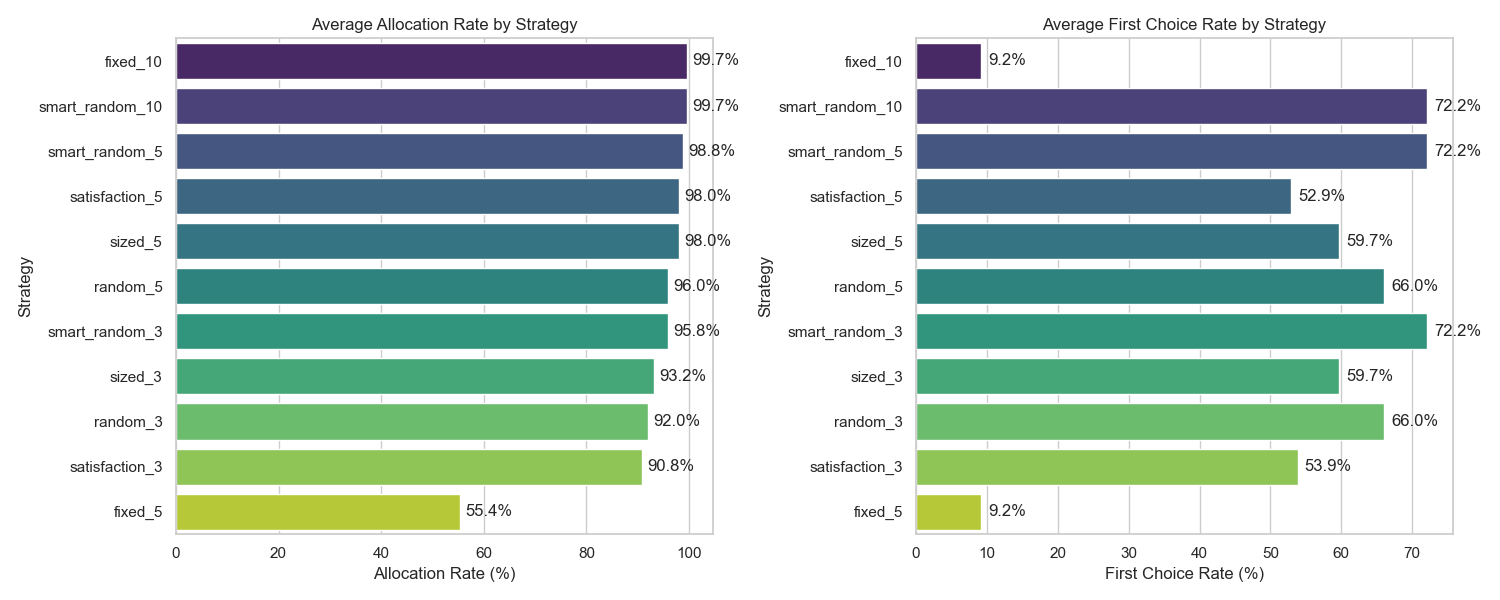 Average Allocation Rate by Strategy
Strategy
fixed_10 99.7%
smart_random_10 99.7%
smart_random_5 98.8%
satisfaction_5 98.0%
sized_5 98.0%
random_5 96.0%
smart_random_3 95.8%
sized_3 93.2%
random_3 92.0%
satisfaction_3 90.8%
fixed_5 55.4%
0 20 40 60 80 100
Allocation Rate (%)
Average First Choice Rate by Strategy
Strategy
fixed_10 9.2%
smart_random_10 72.2%
smart_random_5 72.2%
satisfaction_5 52.9%
sized_5 59.7%
random_5 66.0%
smart_random_3 72.2%
sized_3 59.7%
random_3 66.0%
satisfaction_3 53.9%
fixed_5 9.2%
0 10 20 30 40 50 60 70
First Choice Rate (%)